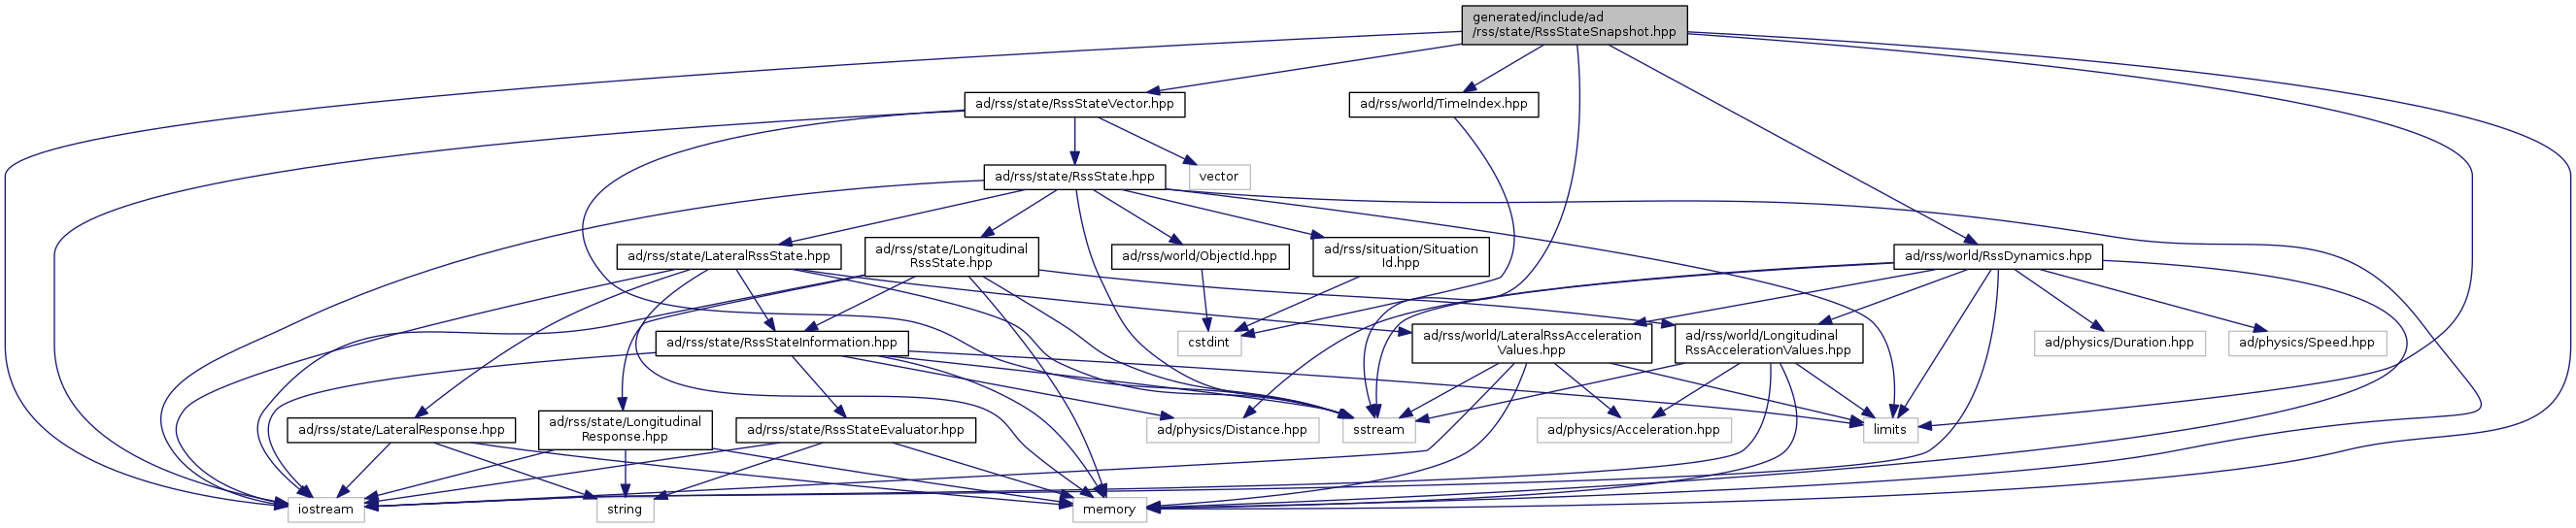 generated/include/ad
/rss/state/RssStateSnapshot.hpp
ad/rss/state/RssStateVector.hpp
ad/rss/world/TimeIndex.hpp
ad/rss/state/RssState.hpp
vector
ad/rss/state/LateralRssState.hpp
ad/rss/state/Longitudinal
RssState.hpp
ad/rss/world/ObjectId.hpp
ad/rss/situation/Situation
Id.hpp
ad/rss/world/RssDynamics.hpp
ad/rss/state/RssStateInformation.hpp
cstdint
ad/rss/world/LateralRssAcceleration
Values.hpp
ad/rss/world/Longitudinal
RssAccelerationValues.hpp
ad/physics/Duration.hpp
ad/physics/Speed.hpp
ad/rss/state/LateralResponse.hpp
ad/rss/state/Longitudinal
Response.hpp
ad/rss/state/RssStateEvaluator.hpp
ad/physics/Distance.hpp
sstream
ad/physics/Acceleration.hpp
limits
iostream
string
memory